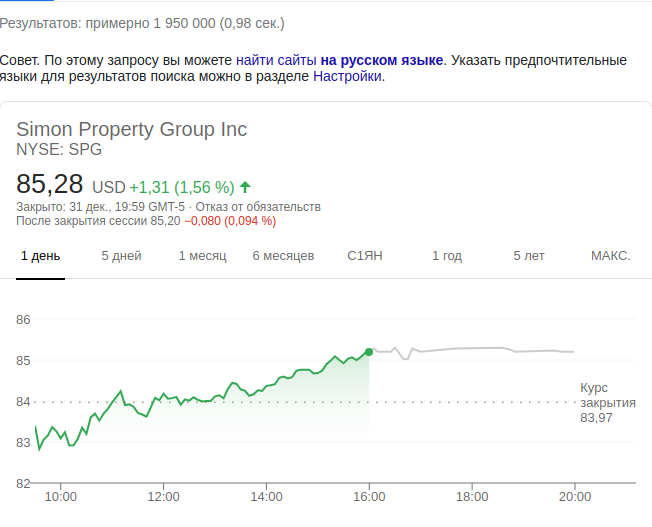 Результатов: примерно 1 950 000 (0,98 сек.)
Совет. По этому запросу вы можете найти сайты на русском языке. Указать предпочтительные
языки для результатов поиска можно в разделе Настройки.
Simon Property Group Inc
NYSE: SPG
85,28 USD +1,31 (1,56 %) ↑
Закрыто: 31 дек., 19:59 GMT-5 · Отказ от обязательств
После закрытия сессии 85,20 −0,080 (0,094 %)
1 день 5 дней 1 месяц 6 месяцев С1ЯН 1 год 5 лет МАКС.
86
85
84
83
82
Курс
закрытия
83,97
10:00 12:00 14:00 16:00 18:00 20:00